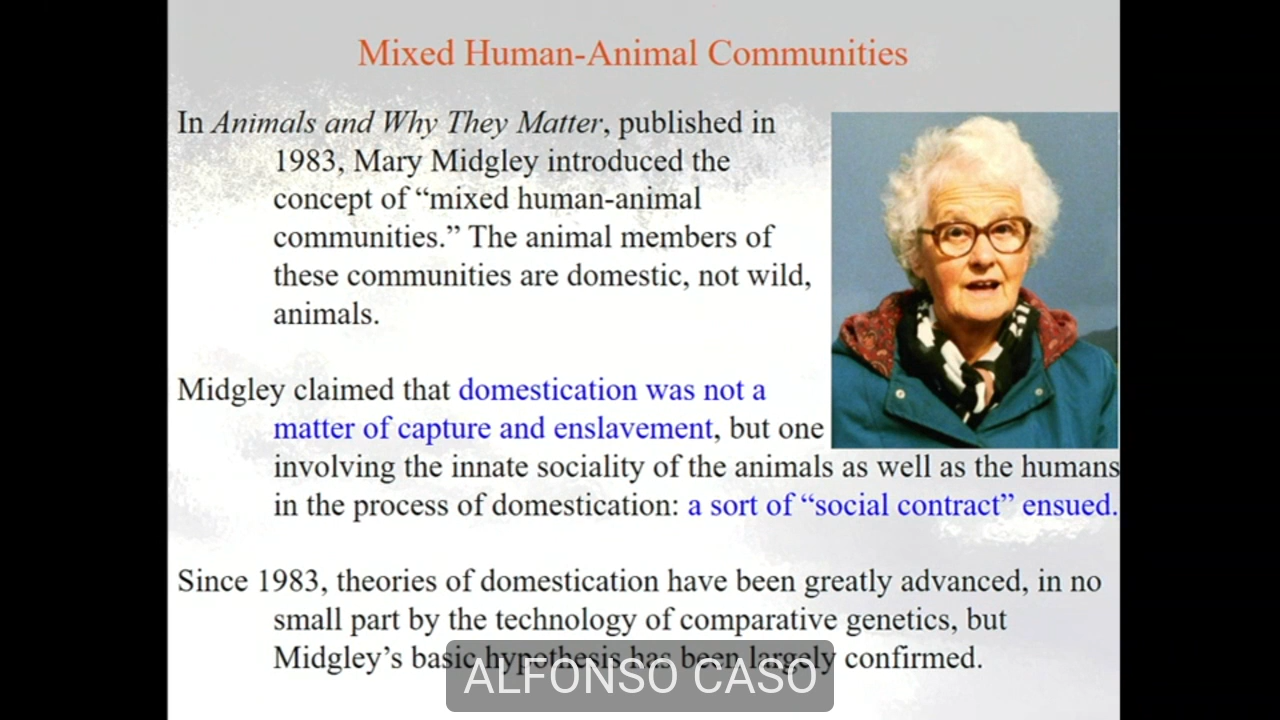 Mixed Human-Animal Communities
In Animals and Why They Matter, published in
1983, Mary Midgley introduced the
concept of “mixed human-animal
communities.” The animal members of
these communities are domestic, not wild,
animals.
Midgley claimed that domestication was not a
matter of capture and enslavement, but one
involving the innate sociality of the animals as well as the humans
in the process of domestication: a sort of “social contract” ensued.
Since 1983, theories of domestication have been greatly advanced, in no
small part by the technology of comparative genetics, but
Midgley’s basic hypothesis has been largely confirmed.
ALFONSO CASO